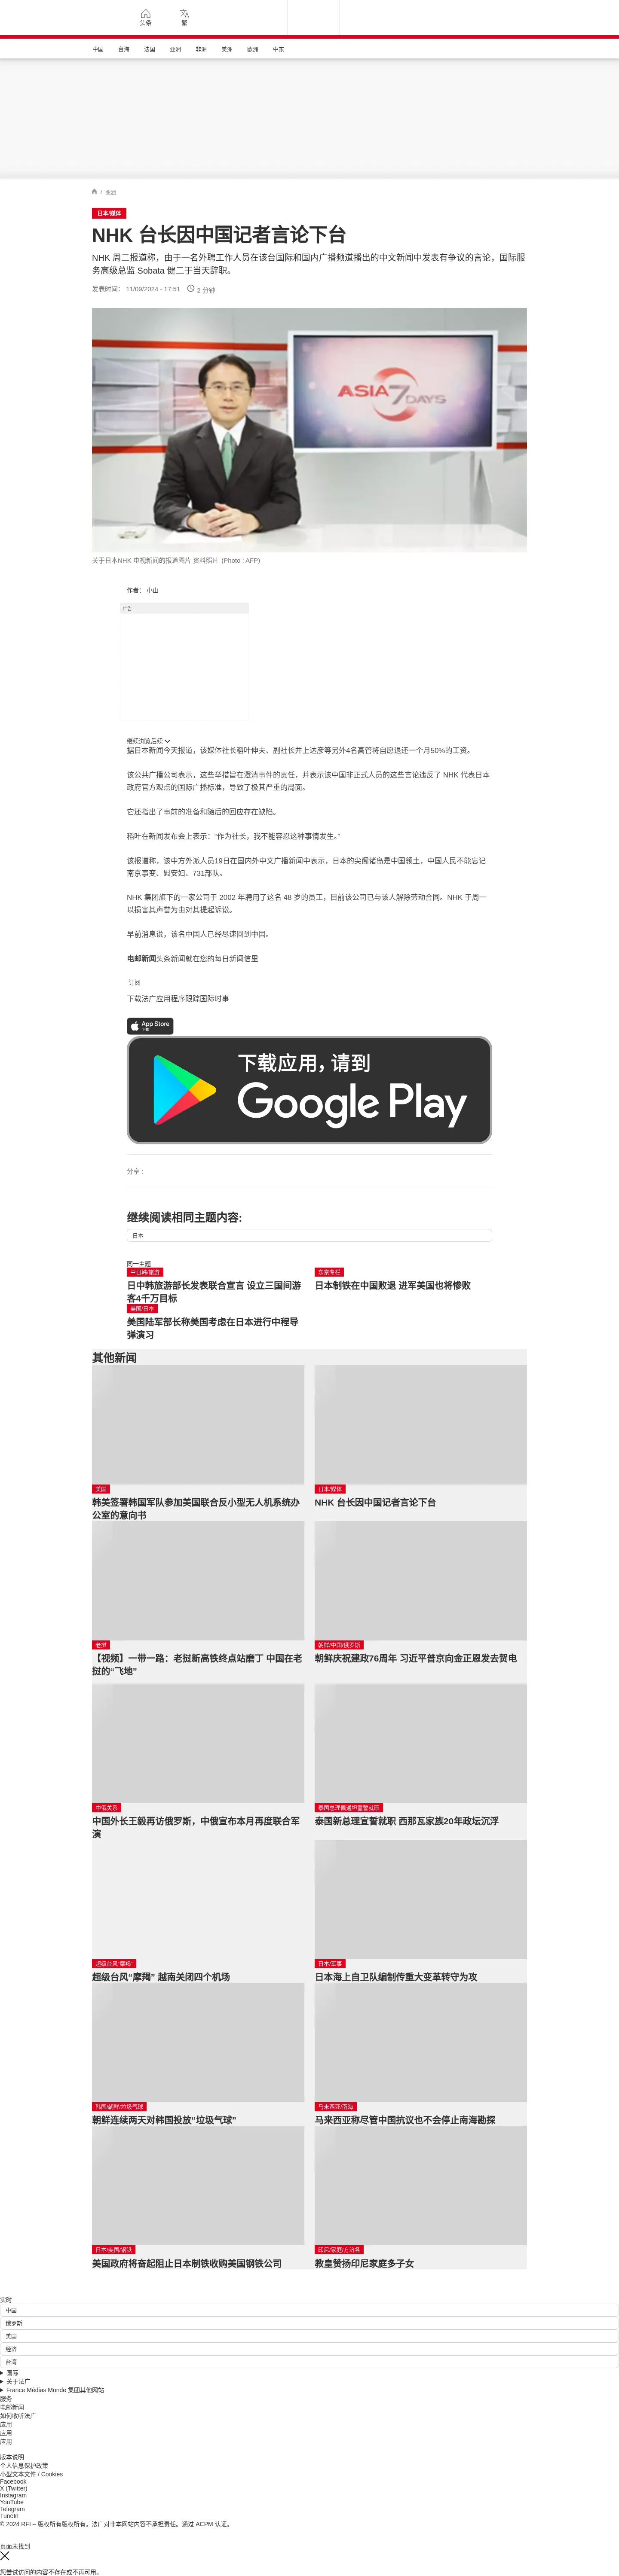 头条
繁
中国 台海 法国 亚洲 非洲 美洲 欧洲 中东
/ 亚洲
日本/媒体
NHK 台长因中国记者言论下台
NHK 周二报道称，由于一名外聘工作人员在该台国际和国内广播频道播出的中文新闻中发表有争议的言论，国际服
务高级总监 Sobata 健二于当天辞职。
发表时间： 11/09/2024 - 17:51 2 分钟
ASIA 7 DAYS
关于日本NHK 电视新闻的报道图片 资料照片 (Photo : AFP)
作者： 小山
广告
继续浏览后续
据日本新闻今天报道，该媒体社长稻叶伸夫、副社长井上达彦等另外4名高管将自愿退还一个月50%的工资。
该公共广播公司表示，这些举措旨在澄清事件的责任，并表示该中国非正式人员的这些言论违反了 NHK 代表日本
政府官方观点的国际广播标准，导致了极其严重的局面。
它还指出了事前的准备和随后的回应存在缺陷。
稻叶在新闻发布会上表示：“作为社长，我不能容忍这种事情发生。”
该报道称，该中方外派人员19日在国内外中文广播新闻中表示，日本的尖阁诸岛是中国领土，中国人民不能忘记
南京事变、慰安妇、731部队。
NHK 集团旗下的一家公司于 2002 年聘用了这名 48 岁的员工，目前该公司已与该人解除劳动合同。NHK 于周一
以损害其声誉为由对其提起诉讼。
早前消息说，该名中国人已经尽速回到中国。
电邮新闻头条新闻就在您的每日新闻信里
订阅
下载法广应用程序跟踪国际时事
App Store
下载
下载应用，请到
Google Play
分享 :
继续阅读相同主题内容:
日本
同一主题
中日韩/旅游
日中韩旅游部长发表联合宣言 设立三国间游
客4千万目标
东京专栏
日本制铁在中国败退 进军美国也将惨败
美国/日本
美国陆军部长称美国考虑在日本进行中程导
弹演习
其他新闻
美国
韩美签署韩国军队参加美国联合反小型无人机系统办
公室的意向书
日本/媒体
NHK 台长因中国记者言论下台
老挝
【视频】一带一路：老挝新高铁终点站磨丁 中国在老
挝的“飞地”
朝鲜/中国/俄罗斯
朝鲜庆祝建政76周年 习近平普京向金正恩发去贺电
中俄关系
中国外长王毅再访俄罗斯，中俄宣布本月再度联合军
演
泰国总理佩通坦宣誓就职
泰国新总理宣誓就职 西那瓦家族20年政坛沉浮
超级台风“摩羯”
超级台风“摩羯” 越南关闭四个机场
日本/军事
日本海上自卫队编制传重大变革转守为攻
韩国/朝鲜/垃圾气球
朝鲜连续两天对韩国投放“垃圾气球”
马来西亚/南海
马来西亚称尽管中国抗议也不会停止南海勘探
日本/美国/钢铁
美国政府将奋起阻止日本制铁收购美国钢铁公司
印尼/家庭/方济各
教皇赞扬印尼家庭多子女
实时
中国
俄罗斯
美国
经济
台湾
国际
关于法广
France Médias Monde 集团其他网站
服务
电邮新闻
如何收听法广
应用
应用
应用
版本说明
个人信息保护政策
小型文本文件 / Cookies
Facebook
X (Twitter)
Instagram
YouTube
Telegram
TuneIn
© 2024 RFI – 版权所有版权所有。法广对非本网站内容不承担责任。通过 ACPM 认证。
页面未找到
您尝试访问的内容不存在或不再可用。